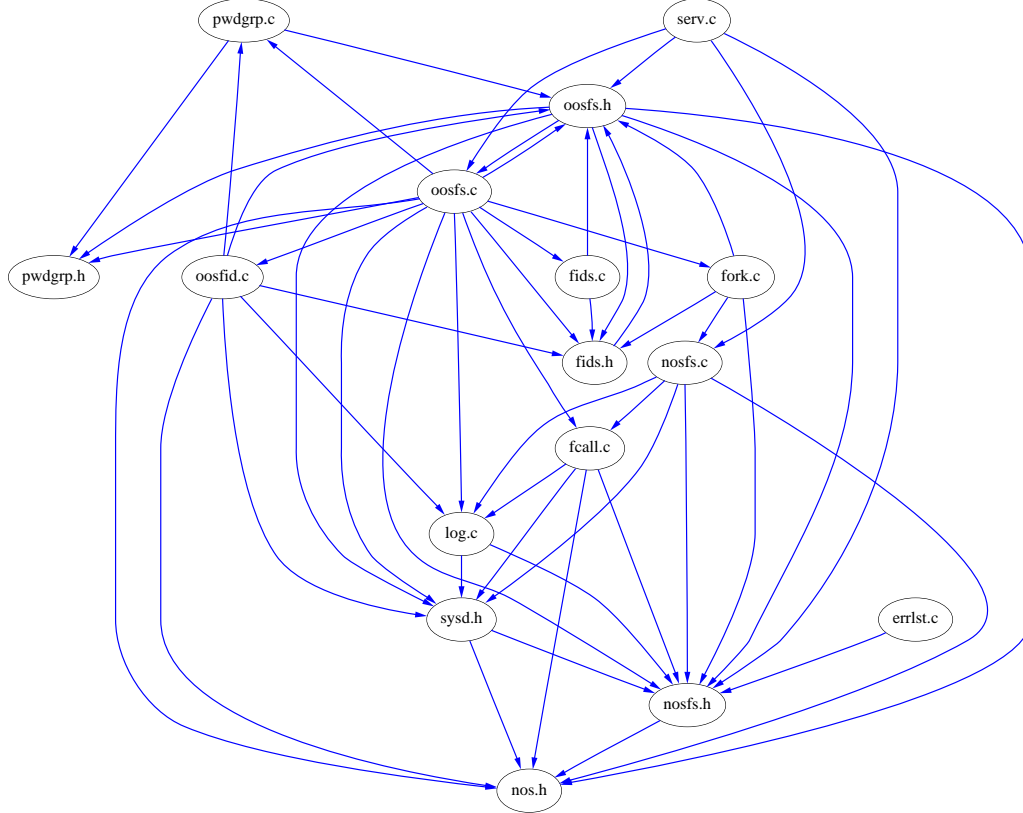 pwdgrp.c
serv.c
oosfs.h
oosfs.c
pwdgrp.h
oosfid.c
fids.c
fork.c
fids.h
nosfs.c
fcall.c
log.c
sysd.h
errlst.c
nosfs.h
nos.h